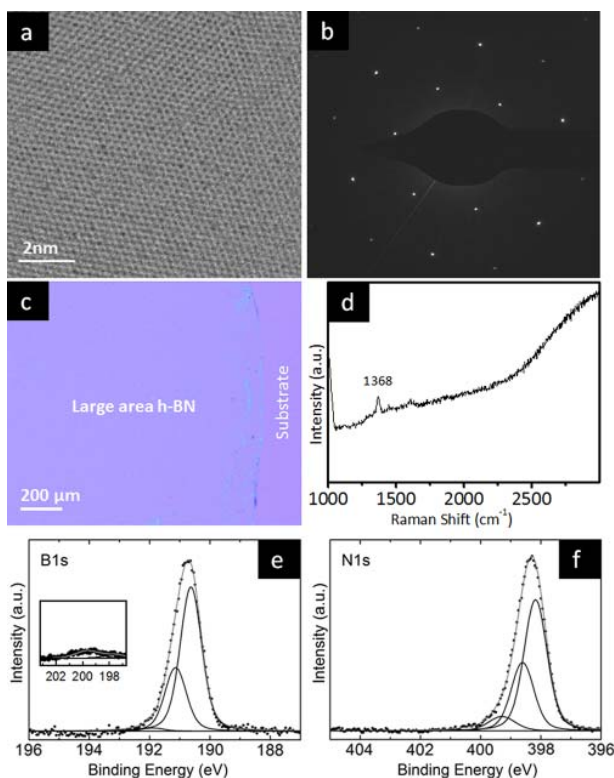 a
2nm
b
c
Large area h-BN
Substrate
200 µm
d
1368
Intensity (a.u.)
1000 1500 2000 2500
Raman Shift (cm⁻¹)
B1s
e
Intensity (a.u.)
202 200 198
196 194 192 190 188
Binding Energy (eV)
N1s
f
Intensity (a.u.)
404 402 400 398 396
Binding Energy (eV)